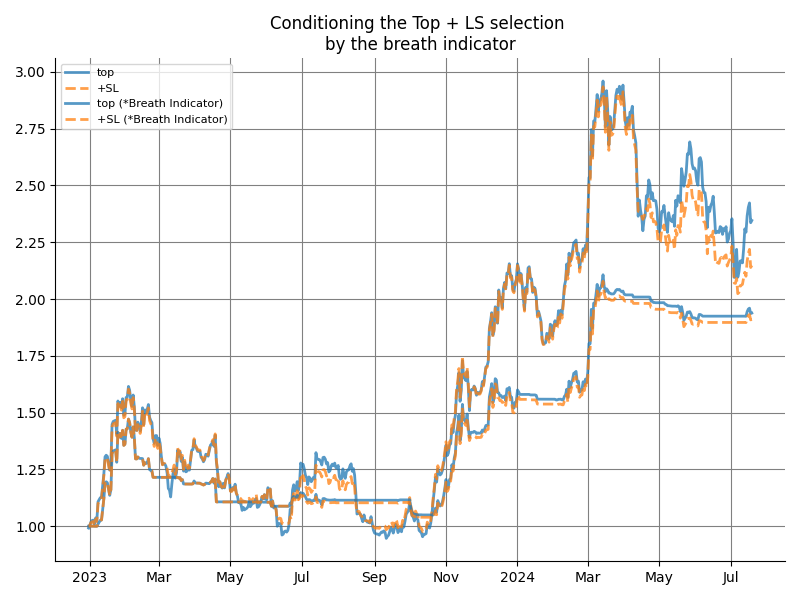 Conditioning the Top + LS selection
by the breath indicator
3.00
2.75
2.50
2.25
2.00
1.75
1.50
1.25
1.00
top
+SL
top (*Breath Indicator)
+SL (*Breath Indicator)
2023 Mar May Jul Sep Nov 2024 Mar May Jul